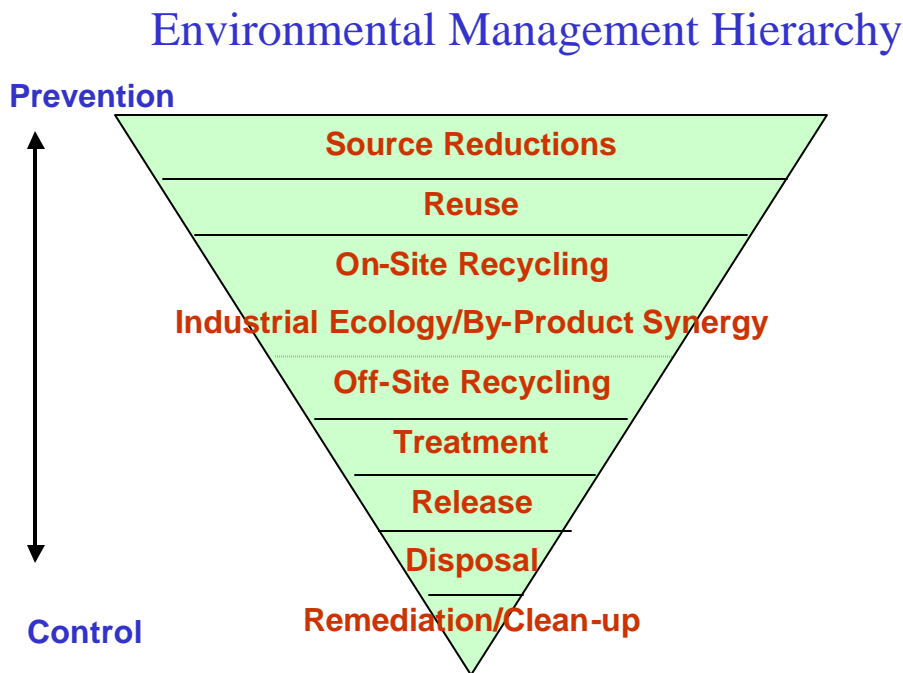 Environmental Management Hierarchy
Prevention
Source Reductions
Reuse
On-Site Recycling
Industrial Ecology/By-Product Synergy
Off-Site Recycling
Treatment
Release
Disposal
Remediation/Clean-up
Control